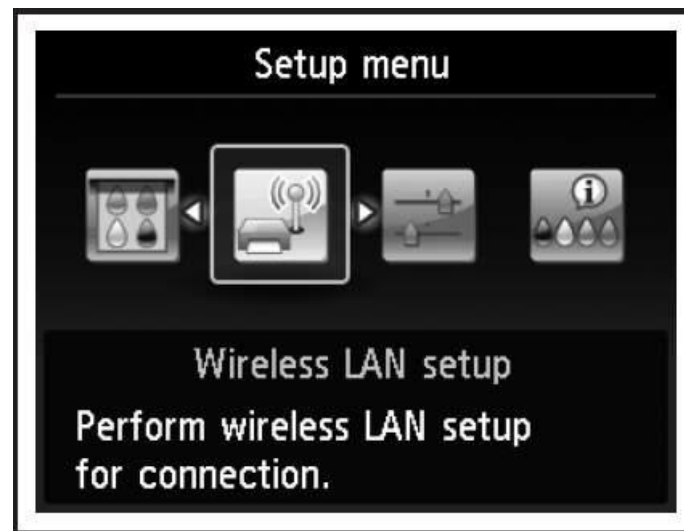 Setup menu
Wireless LAN setup
Perform wireless LAN setup
for connection.